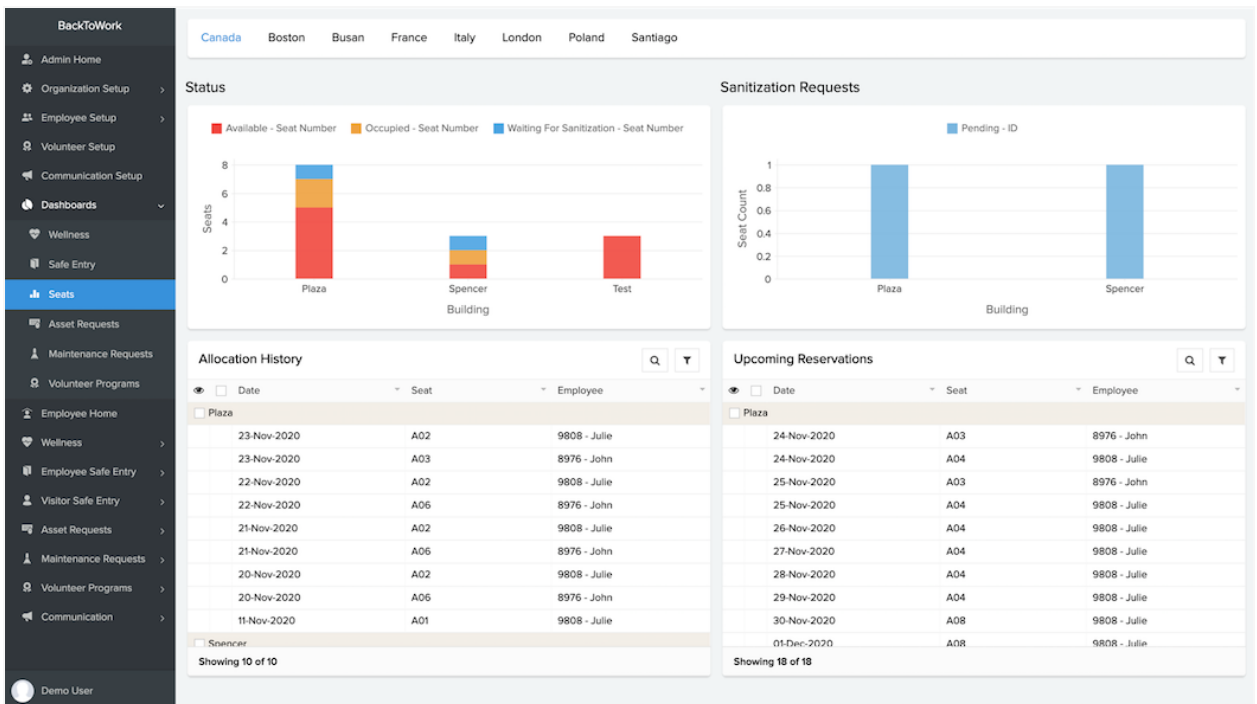 BackToWork
Admin Home
Organization Setup
Employee Setup
Volunteer Setup
Communication Setup
Dashboards
Wellness
Safe Entry
Seats
Asset Requests
Maintenance Requests
Volunteer Programs
Employee Home
Wellness
Employee Safe Entry
Visitor Safe Entry
Asset Requests
Maintenance Requests
Volunteer Programs
Communication
Demo User
Canada Boston Busan France Italy London Poland Santiago
Status
Available - Seat Number Occupied - Seat Number Waiting For Sanitization - Seat Number
8
6
4
2
0
Seats
Plaza Spencer Test
Building
Sanitization Requests
Pending - ID
1
0.8
0.6
0.4
0.2
0
Seat Count
Plaza Spencer
Building
Allocation History
Date Seat Employee
Plaza
23-Nov-2020 A02 9808 - Julie
23-Nov-2020 A03 8976 - John
22-Nov-2020 A02 9808 - Julie
22-Nov-2020 A06 8976 - John
21-Nov-2020 A02 9808 - Julie
21-Nov-2020 A06 8976 - John
20-Nov-2020 A02 9808 - Julie
20-Nov-2020 A06 8976 - John
11-Nov-2020 A01 9808 - Julie
Spencer
Showing 10 of 10
Upcoming Reservations
Date Seat Employee
Plaza
24-Nov-2020 A03 8976 - John
24-Nov-2020 A04 9808 - Julie
25-Nov-2020 A03 8976 - John
25-Nov-2020 A04 9808 - Julie
26-Nov-2020 A04 9808 - Julie
27-Nov-2020 A04 9808 - Julie
28-Nov-2020 A04 9808 - Julie
29-Nov-2020 A04 9808 - Julie
30-Nov-2020 A08 9808 - Julie
01-Dec-2020 A08 9808 - Julie
Showing 18 of 18